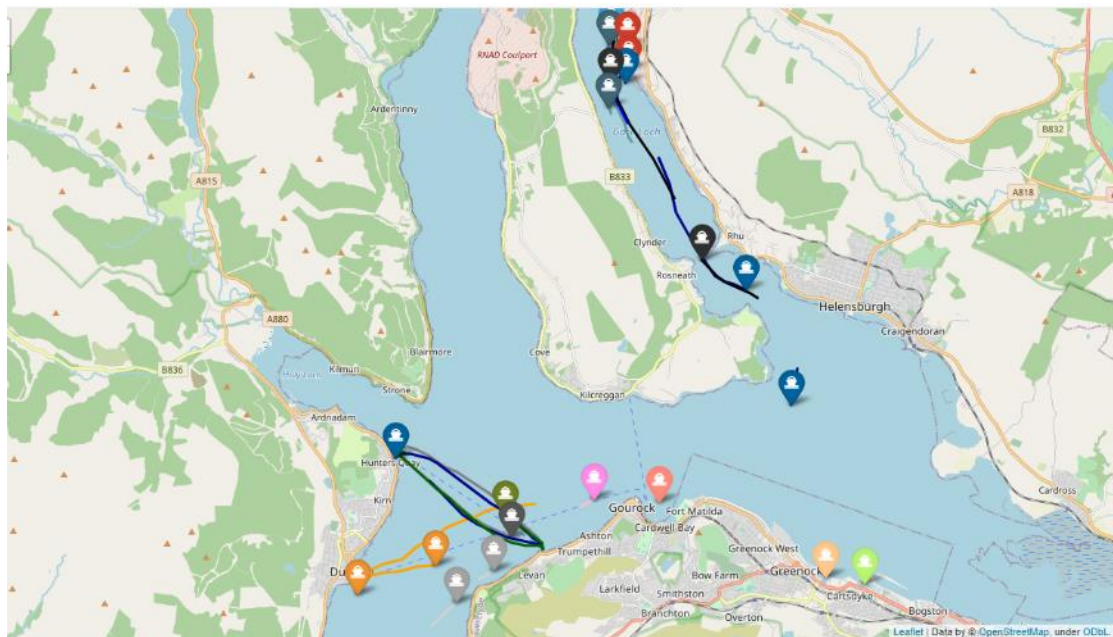 RNAD Coulport
Ardentinny
B832
Gare Loch
A815
B833
A818
Rhu
Clynder
Rosneath
Helensburgh
A880
Craigendoran
Blairmore
Cove
B836
Kilmun
Strone
Kilcreggan
Ardnadam
Hunters Quay
Cardross
Kirn
Gourock
Fort Matilda
Ashton
Cardwell Bay
Trumpethill
Greenock West
Levan
Bow Farm
Greenock
Larkfield
Smithston
Cartsdyke
Branchton
Overton
Bogston
Leaflet | Data by © OpenStreetMap, under ODbL.